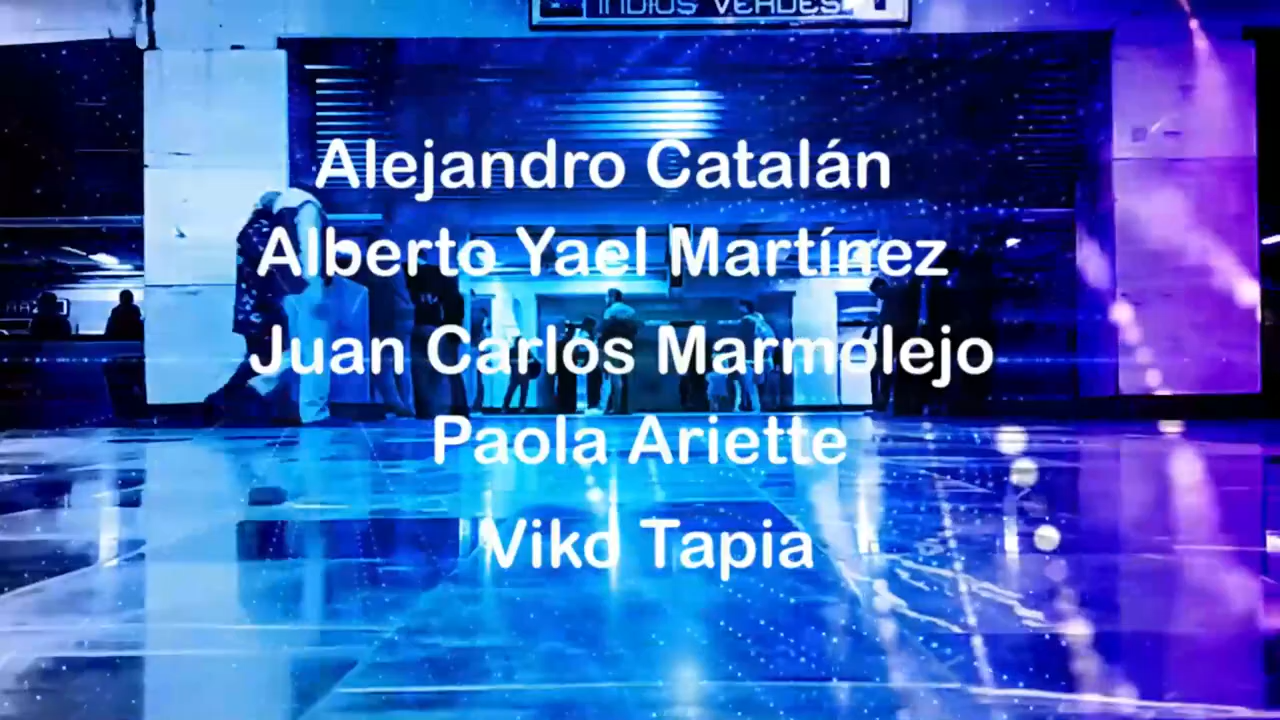 INDIOS VERDES
Alejandro Catalán
Alberto Yael Martínez
Juan Carlos Marmolejo
Paola Ariette
Viko Tapia